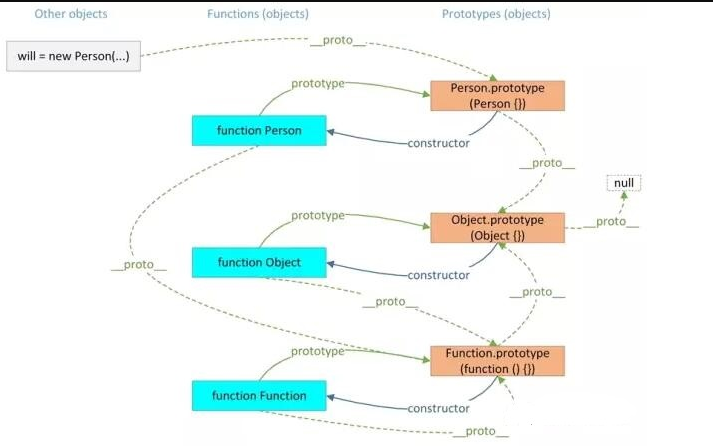 Other objects
Functions (objects)
Prototypes (objects)
__proto__
will = new Person(...)
prototype
Person.prototype
(Person {})
function Person
constructor
__proto__
null
prototype
Object.prototype
(Object {})
__proto__
function Object
__proto__
constructor
__proto__
__proto__
prototype
Function.prototype
(function () {})
function Function
constructor
__proto__